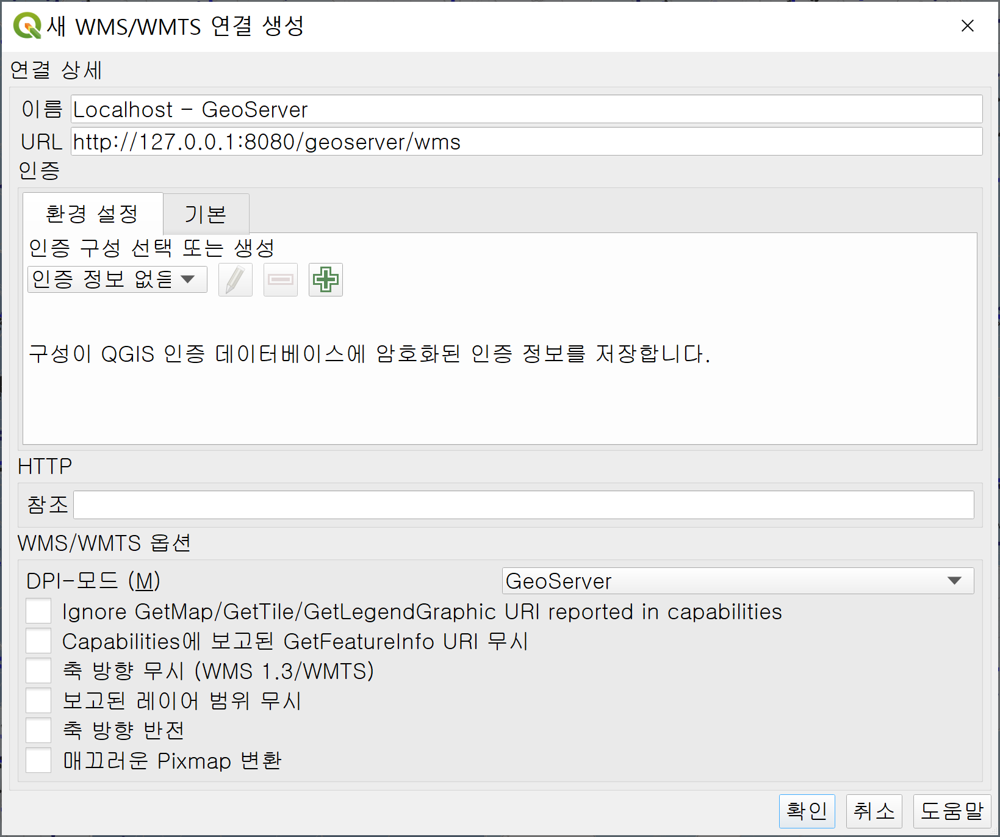 새 WMS/WMTS 연결 생성
연결 상세
이름 Localhost - GeoServer
URL http://127.0.0.1:8080/geoserver/wms
인증
환경 설정 기본
인증 구성 선택 또는 생성
인증 정보 없음
구성이 QGIS 인증 데이터베이스에 암호화된 인증 정보를 저장합니다.
HTTP
참조
WMS/WMTS 옵션
DPI-모드 (M) GeoServer
Ignore GetMap/GetTile/GetLegendGraphic URI reported in capabilities
Capabilities에 보고된 GetFeatureInfo URI 무시
축 방향 무시 (WMS 1.3/WMTS)
보고된 레이어 범위 무시
축 방향 반전
매끄러운 Pixmap 변환
확인 취소 도움말